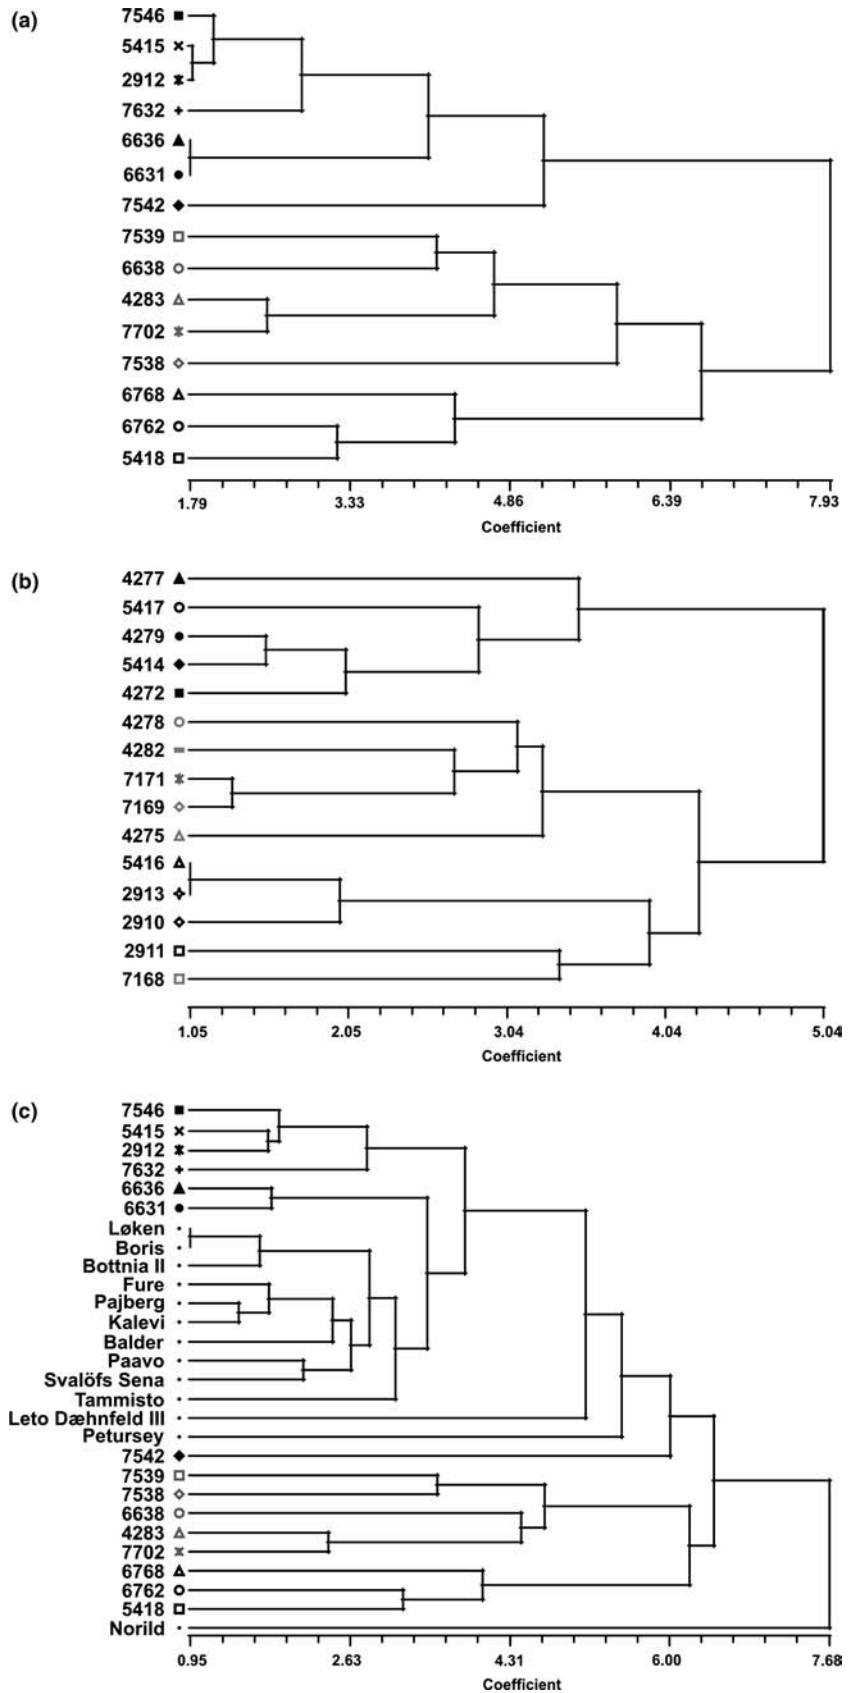 (a)
7546
5415
2912
7632
6636
6631
7542
7539
6638
4283
7702
7538
6768
6762
5418
1.79 3.33 4.86 6.39 7.93
Coefficient
(b)
4277
5417
4279
5414
4272
4278
4282
7171
7169
4275
5416
2913
2910
2911
7168
1.05 2.05 3.04 4.04 5.04
Coefficient
(c)
7546
5415
2912
7632
6636
6631
Løken
Boris
Bottnia II
Fure
Pajberg
Kalevi
Balder
Paavo
Svalöfs Sena
Tammisto
Leto Dæhnfeld III
Petursey
7542
7539
7538
6638
4283
7702
6768
6762
5418
Norild
0.95 2.63 4.31 6.00 7.68
Coefficient